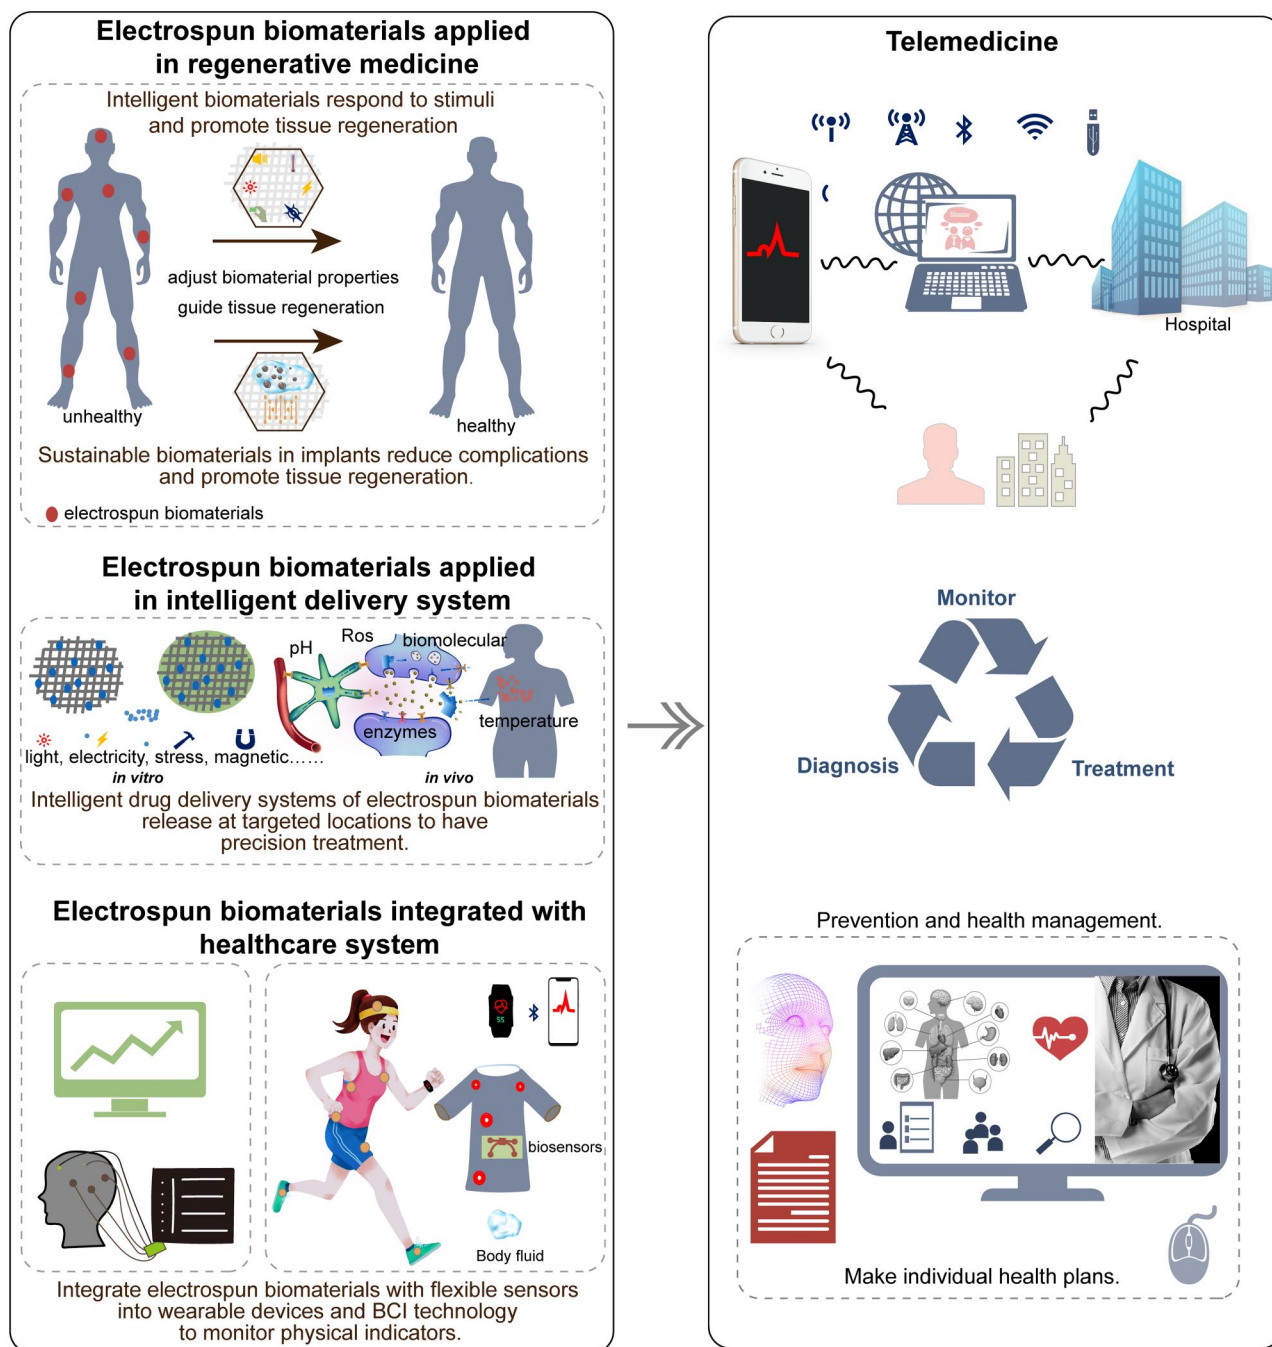 Electrospun biomaterials applied
in regenerative medicine
Intelligent biomaterials respond to stimuli
and promote tissue regeneration
adjust biomaterial properties
guide tissue regeneration
unhealthy
healthy
Sustainable biomaterials in implants reduce complications
and promote tissue regeneration.
electrospun biomaterials
Electrospun biomaterials applied
in intelligent delivery system
pH
Ros
biomolecular
enzymes
temperature
light, electricity, stress, magnetic......
in vitro
in vivo
Intelligent drug delivery systems of electrospun biomaterials
release at targeted locations to have
precision treatment.
Electrospun biomaterials integrated with
healthcare system
55
biosensors
Body fluid
Integrate electrospun biomaterials with flexible sensors
into wearable devices and BCI technology
to monitor physical indicators.
Telemedicine
Hospital
Monitor
Diagnosis
Treatment
Prevention and health management.
Make individual health plans.